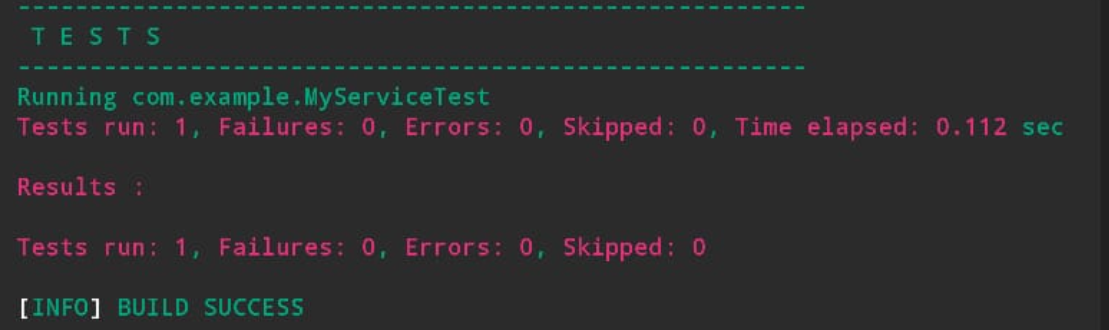 -------------------------------------------------------
T E S T S
-------------------------------------------------------
Running com.example.MyServiceTest
Tests run: 1, Failures: 0, Errors: 0, Skipped: 0, Time elapsed: 0.112 sec
Results :
Tests run: 1, Failures: 0, Errors: 0, Skipped: 0
[INFO] BUILD SUCCESS